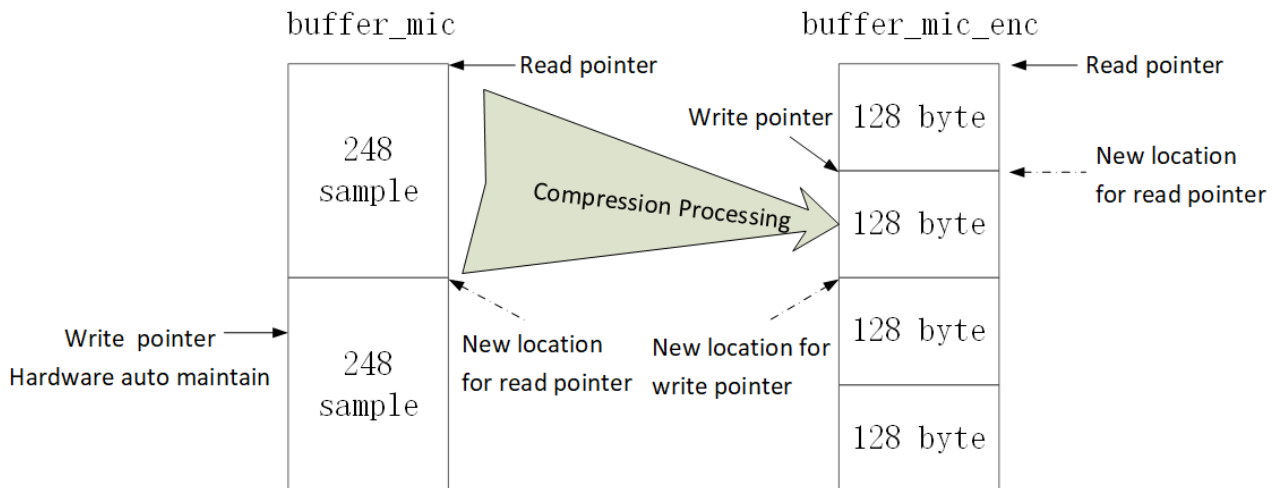 buffer_mic
buffer_mic_enc
Read pointer
Read pointer
248
sample
Compression Processing
Write pointer
128 byte
New location
for read pointer
128 byte
Write pointer
Hardware auto maintain
248
sample
New location
for read pointer
New location for
write pointer
128 byte
128 byte